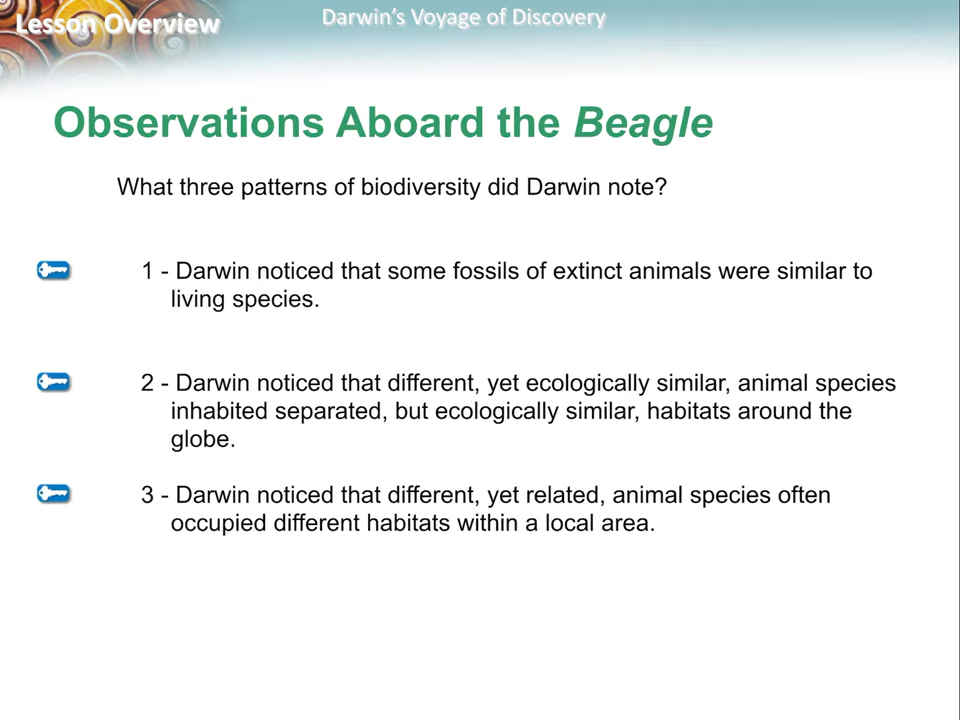 Lesson Overview
Darwin’s Voyage of Discovery
Observations Aboard the Beagle
What three patterns of biodiversity did Darwin note?
1 - Darwin noticed that some fossils of extinct animals were similar to
living species.
2 - Darwin noticed that different, yet ecologically similar, animal species
inhabited separated, but ecologically similar, habitats around the
globe.
3 - Darwin noticed that different, yet related, animal species often
occupied different habitats within a local area.